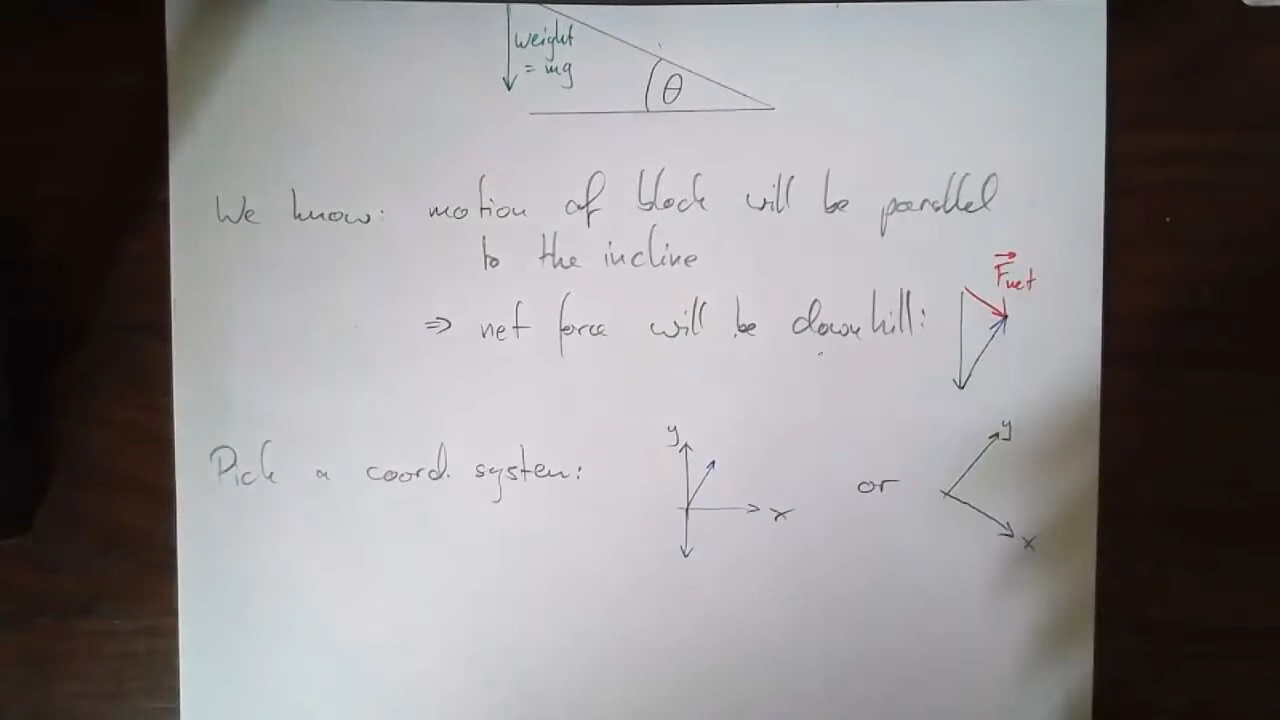 weight
= mg
θ
We know: motion of block will be parallel
to the incline
F⃗net
⇒ net force will be downhill:
Pick a coord. system:
y
x
or
y
x